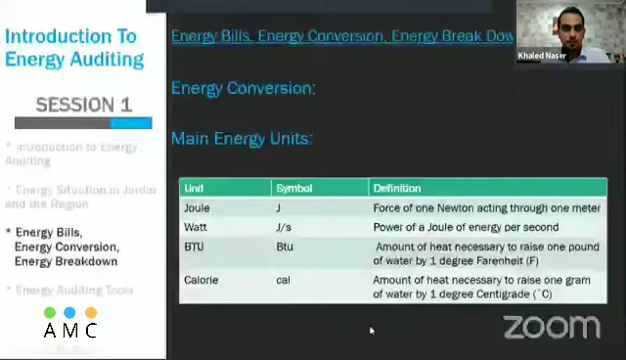 Introduction To
Energy Auditing
SESSION 1
* Introduction to Energy
Auditing
* Energy Situation in Jordan
and the Region
* Energy Bills,
Energy Conversion,
Energy Breakdown
* Energy Auditing Tools
AMC
Energy Bills, Energy Conversion, Energy Break Dow
Khaled Naser
Energy Conversion:
Main Energy Units:
Unit Symbol Definition
Joule J Force of one Newton acting through one meter
Watt J/s Power of a Joule of energy per second
BTU Btu Amount of heat necessary to raise one pound
of water by 1 degree Farenheit (F)
Calorie cal Amount of heat necessary to raise one gram
of water by 1 degree Centigrade (˚C)
zoom